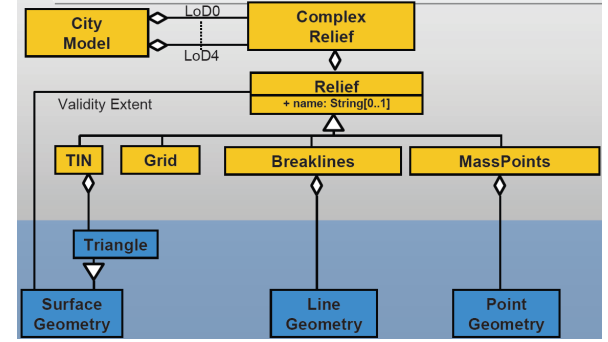 City
Model
LoD0
LoD4
Complex
Relief
Relief
+ name: String[0..1]
Validity Extent
TIN
Grid
Breaklines
MassPoints
Triangle
Surface
Geometry
Line
Geometry
Point
Geometry